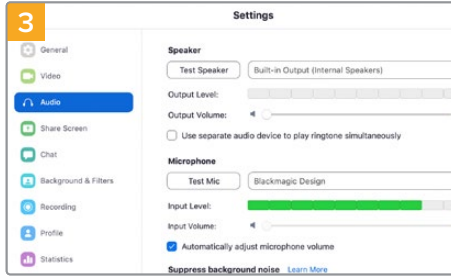 3
Settings
General
Video
Audio
Share Screen
Chat
Background & Filters
Recording
Profile
Statistics
Speaker
Test Speaker Built-in Output (Internal Speakers)
Output Level:
Output Volume:
Use separate audio device to play ringtone simultaneously
Microphone
Test Mic Blackmagic Design
Input Level:
Input Volume:
Automatically adjust microphone volume
Suppress background noise Learn More